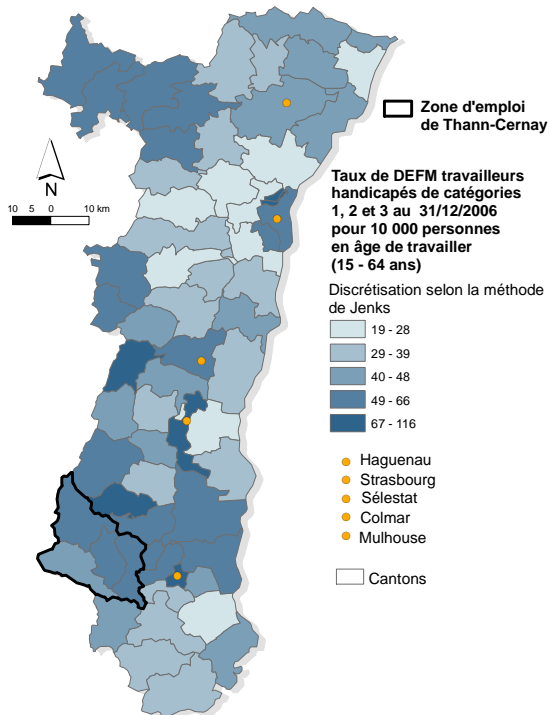 Zone d'emploi
de Thann-Cernay
N
10 5 0 10 km
Taux de DEFM travailleurs
handicapés de catégories
1, 2 et 3 au 31/12/2006
pour 10 000 personnes
en âge de travailler
(15 - 64 ans)
Discrétisation selon la méthode
de Jenks
19 - 28
29 - 39
40 - 48
49 - 66
67 - 116
Haguenau
Strasbourg
Sélestat
Colmar
Mulhouse
Cantons